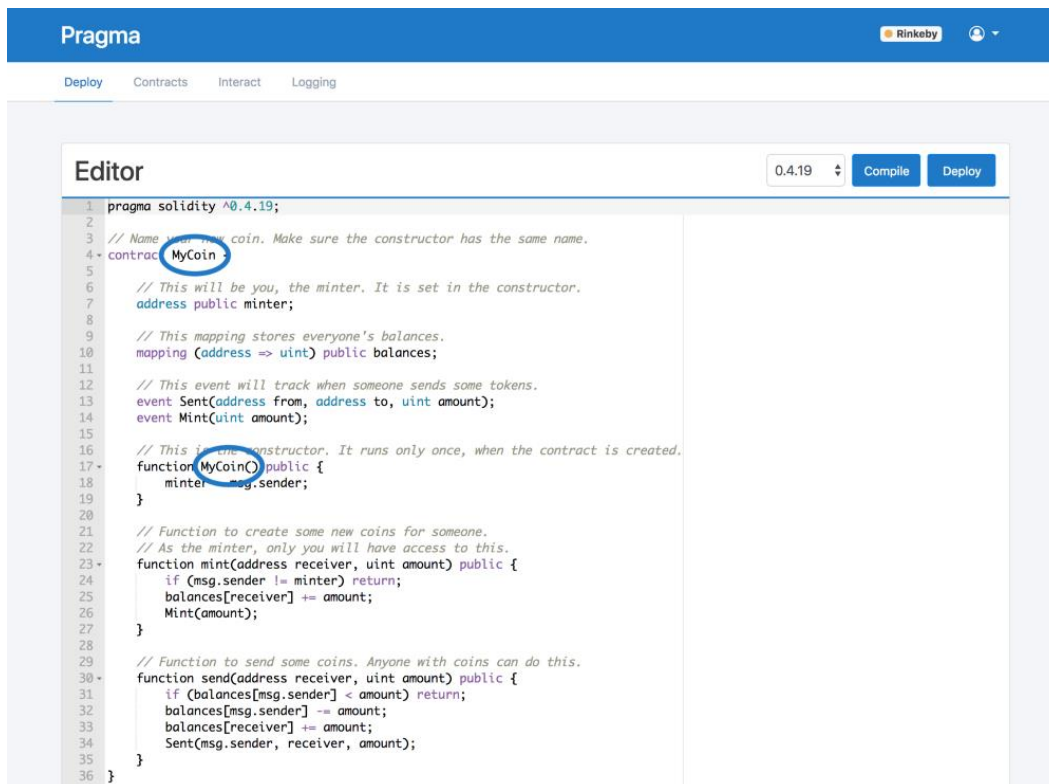 Pragma
Rinkeby
Deploy Contracts Interact Logging
Editor
0.4.19 Compile Deploy
1 pragma solidity ^0.4.19;
2
3 // Name your new coin. Make sure the constructor has the same name.
4 contract MyCoin {
5
6 // This will be you, the minter. It is set in the constructor.
7 address public minter;
8
9 // This mapping stores everyone's balances.
10 mapping (address => uint) public balances;
11
12 // This event will track when someone sends some tokens.
13 event Sent(address from, address to, uint amount);
14 event Mint(uint amount);
15
16 // This is the constructor. It runs only once, when the contract is created.
17 function MyCoin() public {
18 minter = msg.sender;
19 }
20
21 // Function to create some new coins for someone.
22 // As the minter, only you will have access to this.
23 function mint(address receiver, uint amount) public {
24 if (msg.sender != minter) return;
25 balances[receiver] += amount;
26 Mint(amount);
27 }
28
29 // Function to send some coins. Anyone with coins can do this.
30 function send(address receiver, uint amount) public {
31 if (balances[msg.sender] < amount) return;
32 balances[msg.sender] -= amount;
33 balances[receiver] += amount;
34 Sent(msg.sender, receiver, amount);
35 }
36 }